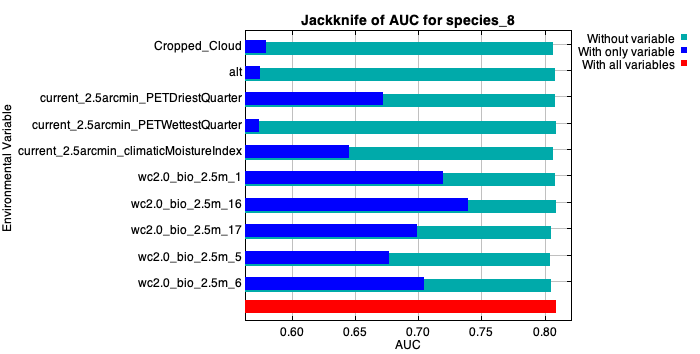 Jackknife of AUC for species_8
Without variable
With only variable
With all variables
Environmental Variable
Cropped_Cloud
alt
current_2.5arcmin_PETDriestQuarter
current_2.5arcmin_PETWettestQuarter
current_2.5arcmin_climaticMoistureIndex
wc2.0_bio_2.5m_1
wc2.0_bio_2.5m_16
wc2.0_bio_2.5m_17
wc2.0_bio_2.5m_5
wc2.0_bio_2.5m_6
0.60 0.65 0.70 0.75 0.80
AUC